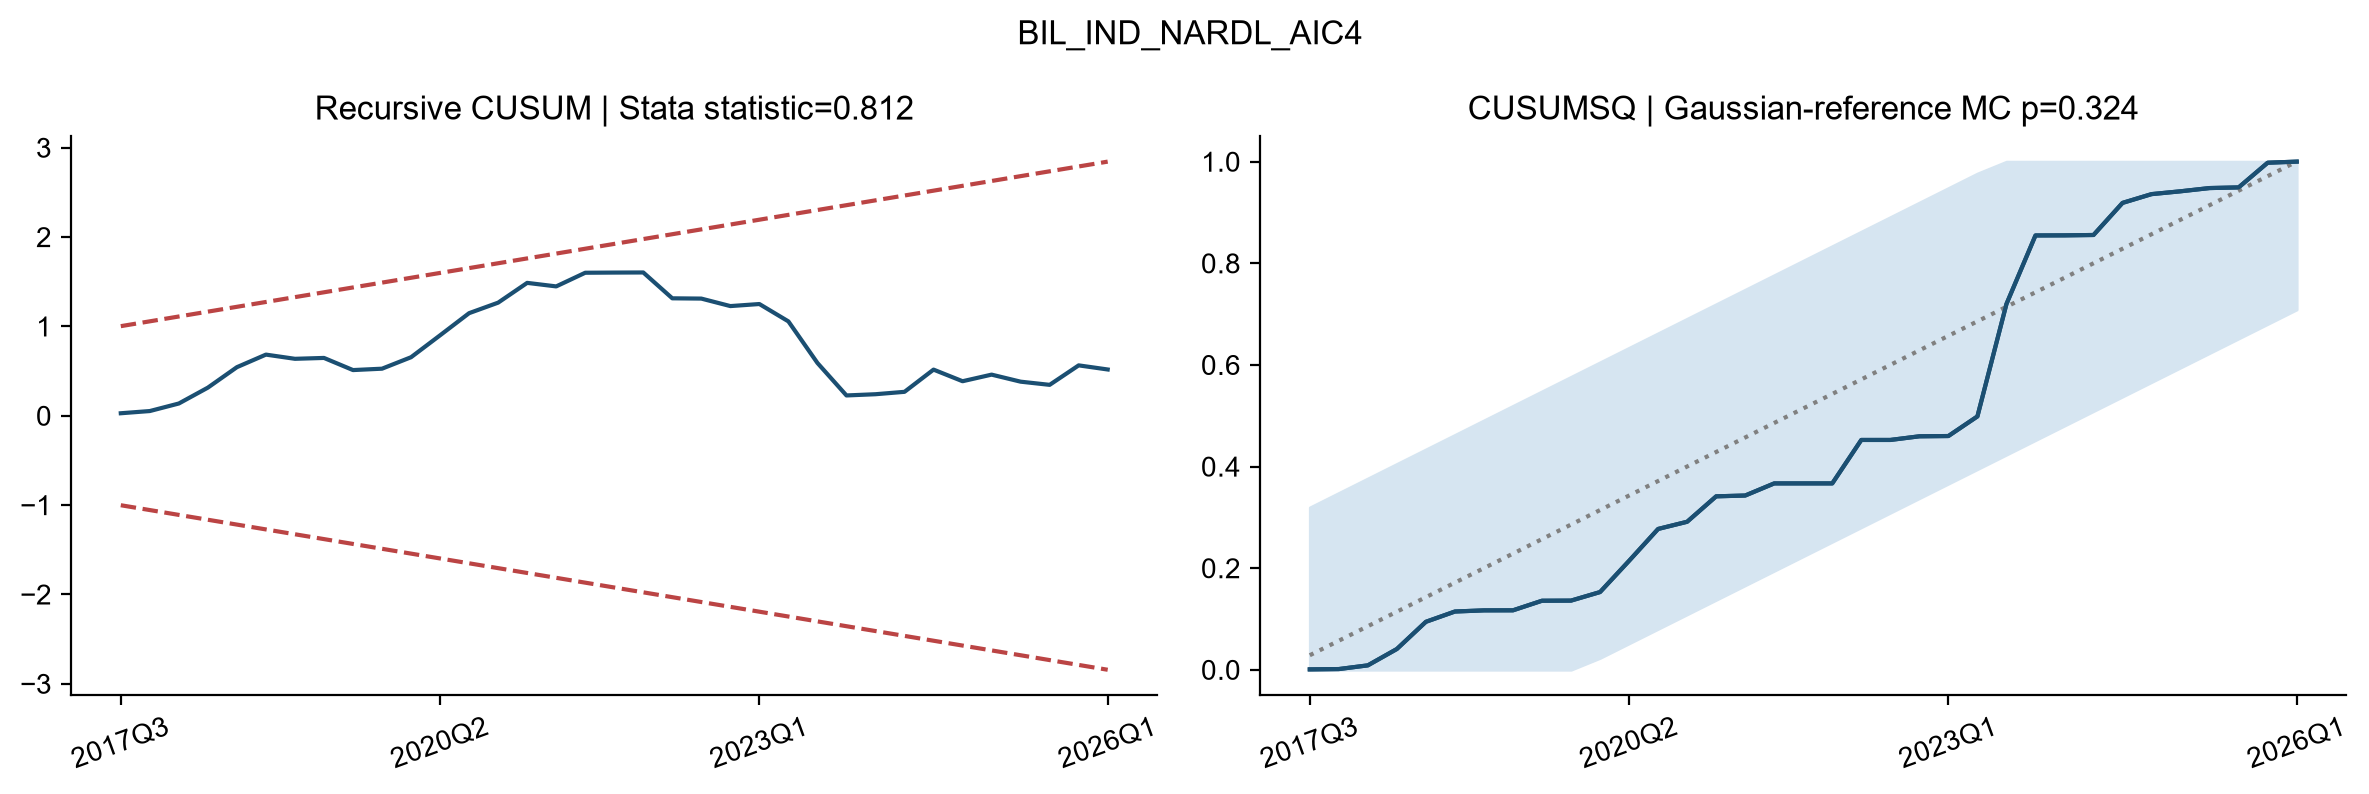 BIL_IND_NARDL_AIC4
Recursive CUSUM | Stata statistic=0.812
3
2
1
0
−1
−2
−3
2017Q3
2020Q2
2023Q1
2026Q1
CUSUMSQ | Gaussian-reference MC p=0.324
1.0
0.8
0.6
0.4
0.2
0.0
2017Q3
2020Q2
2023Q1
2026Q1